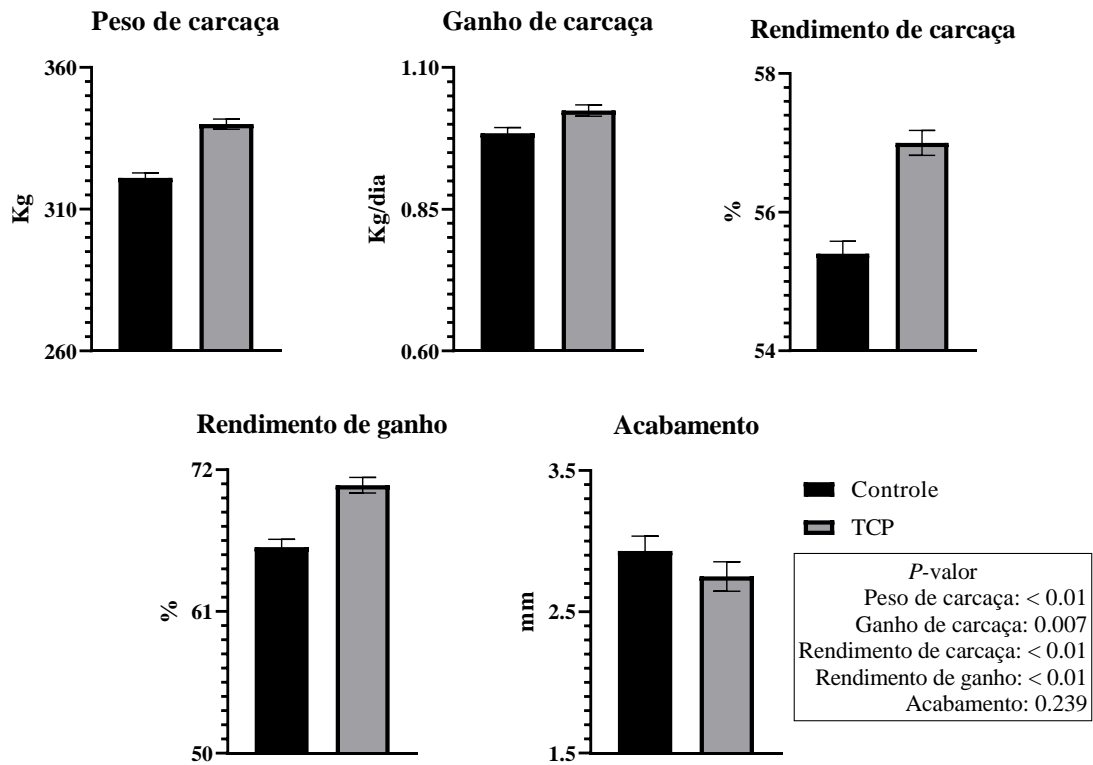 Peso de carcaça
Kg
360
310
260
Ganho de carcaça
Kg/dia
1.10
0.85
0.60
Rendimento de carcaça
%
58
56
54
Rendimento de ganho
%
72
61
50
Acabamento
mm
3.5
2.5
1.5
Controle
TCP
P-valor
Peso de carcaça: < 0.01
Ganho de carcaça: 0.007
Rendimento de carcaça: < 0.01
Rendimento de ganho: < 0.01
Acabamento: 0.239